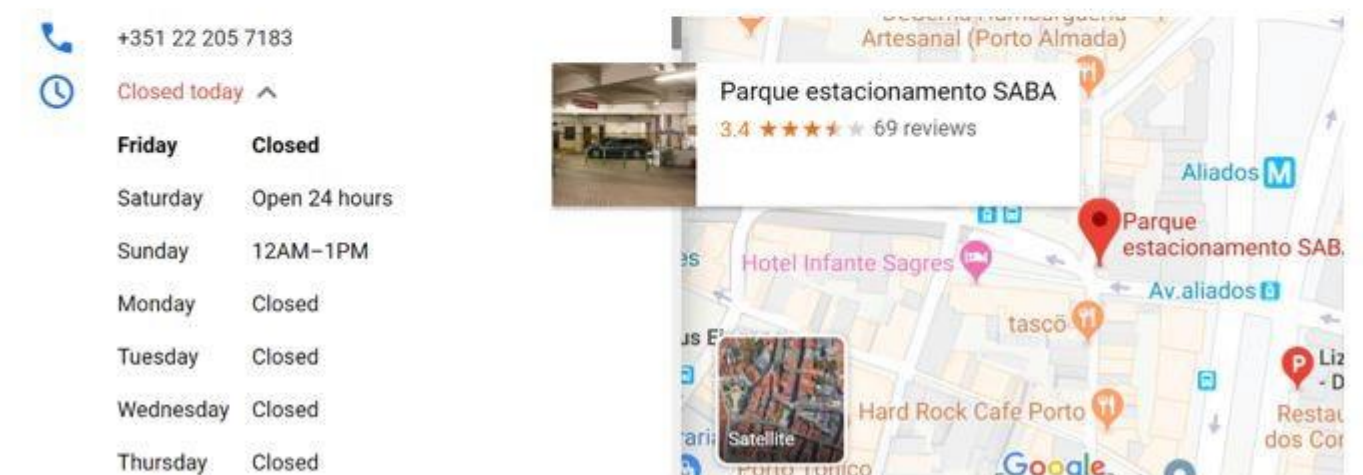 +351 22 205 7183
Closed today
Friday Closed
Saturday Open 24 hours
Sunday 12AM–1PM
Monday Closed
Tuesday Closed
Wednesday Closed
Thursday Closed
Artesanal (Porto Almada)
Parque estacionamento SABA
3.4 69 reviews
Aliados M
Parque
estacionamento SAB
Hotel Infante Sagres
Av.aliados
tascö
P Liz
- D
Hard Rock Cafe Porto
Restau
dos Cor
Satellite
Google